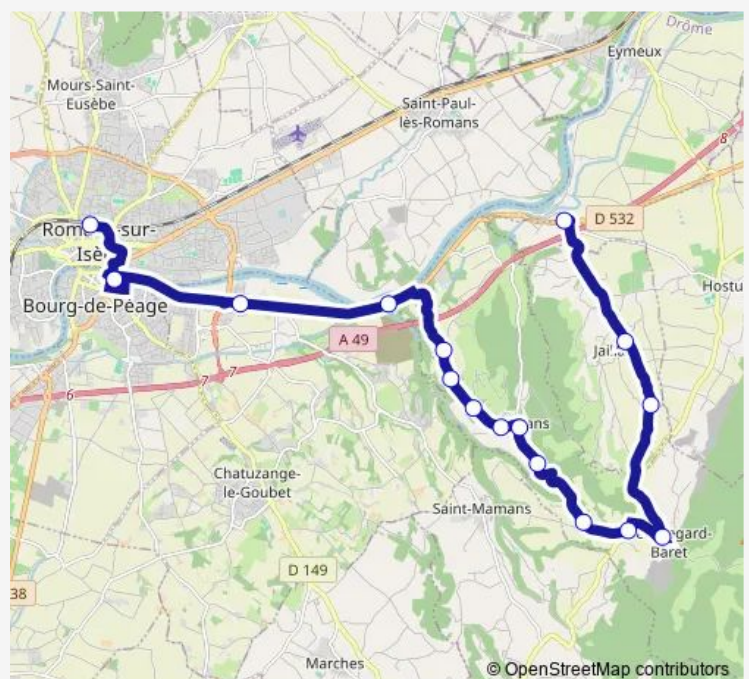 Drôme
Eymeux
Mours-Saint-
Eusèbe
Saint-Paul-
lès-Romans
8
D 532
sur-
Bourg-de-Péage
A 49
6
7
7
Chatuzange-
le-Goubet
Saint-Mamans
Baret
D 149
38
Marches
© OpenStreetMap contributors